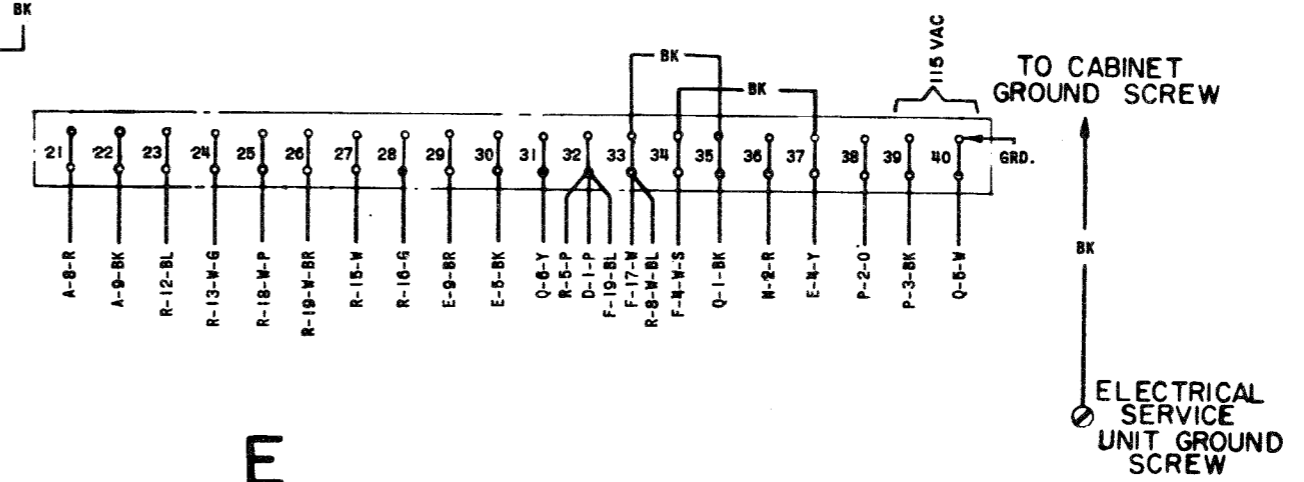 BK
115 VAC
BK
BK
TO CABINET
GROUND SCREW
21
22
23
24
25
26
27
28
29
30
31
32
33
34
35
36
37
38
39
40
GRD.
BK
A-8-R
A-9-BK
R-12-BL
R-13-W-G
R-18-W-P
R-19-W-BR
R-15-W
R-16-G
E-9-BR
E-5-BK
Q-6-Y
R-5-P
D-1-P
F-19-BL
F-17-W
R-8-W-BL
F-4-W-S
Q-1-BK
N-2-R
E-4-Y
P-2-O
P-3-BK
Q-5-W
ELECTRICAL
SERVICE
UNIT GROUND
SCREW
E